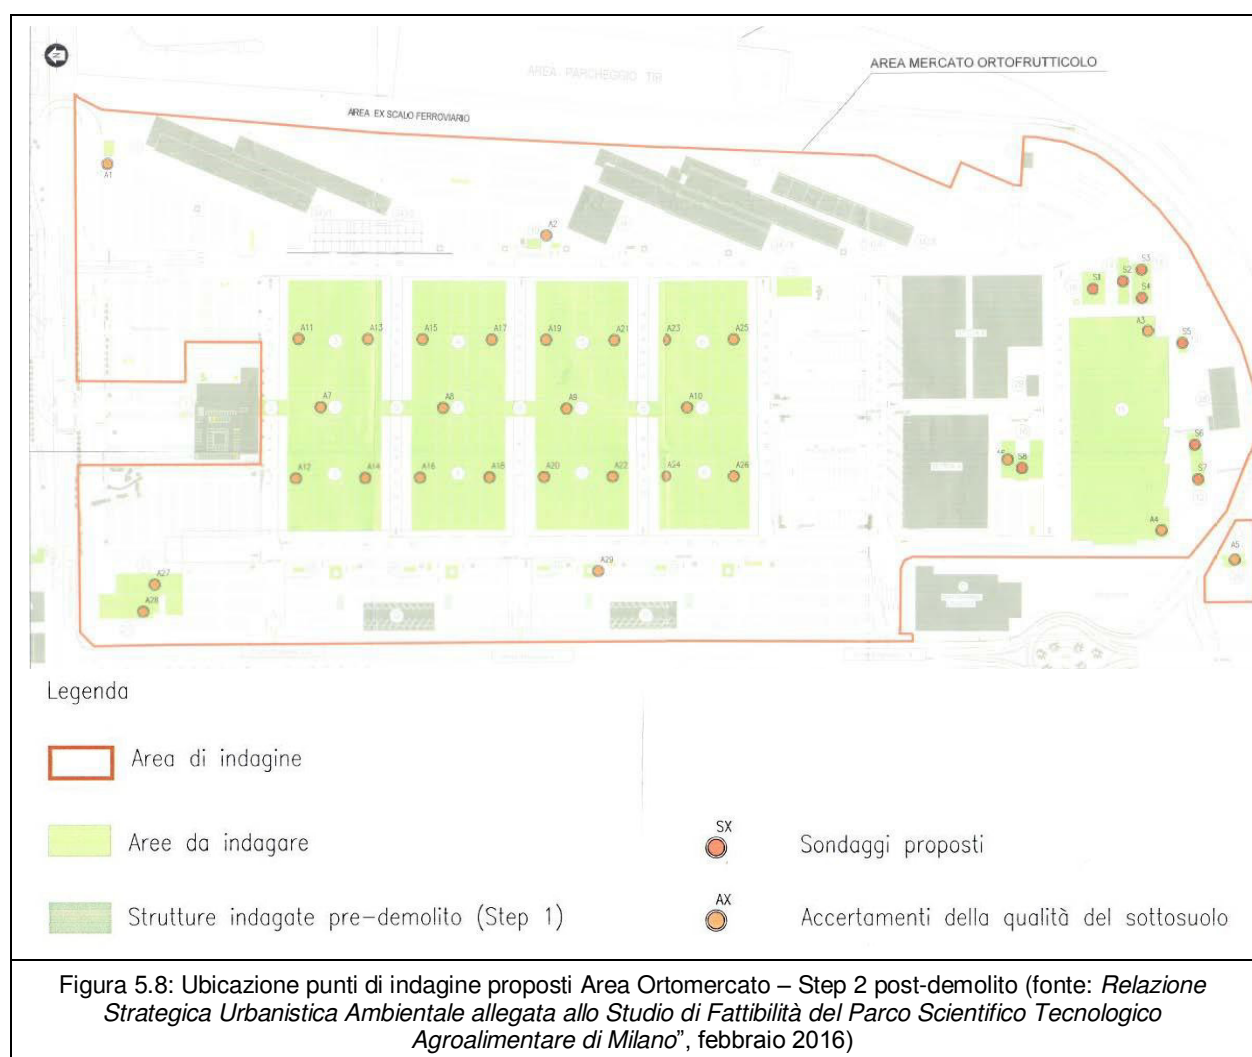 AREA PARCHEGGIO TIR
AREA MERCATO ORTOFRUTTICOLO
AREA EX SCALO FERROVIARIO
A1
A2
S1
S2
S3
S4
A3
S5
A11
A13
A15
A17
A19
A21
A23
A25
A7
A8
A9
A10
A12
A14
A16
A18
A20
A22
A24
A26
S8
S6
S7
A4
A5
A27
A28
A29
Legenda
Area di indagine
Aree da indagare
Strutture indagate pre-demolito (Step 1)
SX
Sondaggi proposti
AX
Accertamenti della qualità del sottosuolo
Figura 5.8: Ubicazione punti di indagine proposti Area Ortomercato – Step 2 post-demolito (fonte: Relazione
Strategica Urbanistica Ambientale allegata allo Studio di Fattibilità del Parco Scientifico Tecnologico
Agroalimentare di Milano”, febbraio 2016)